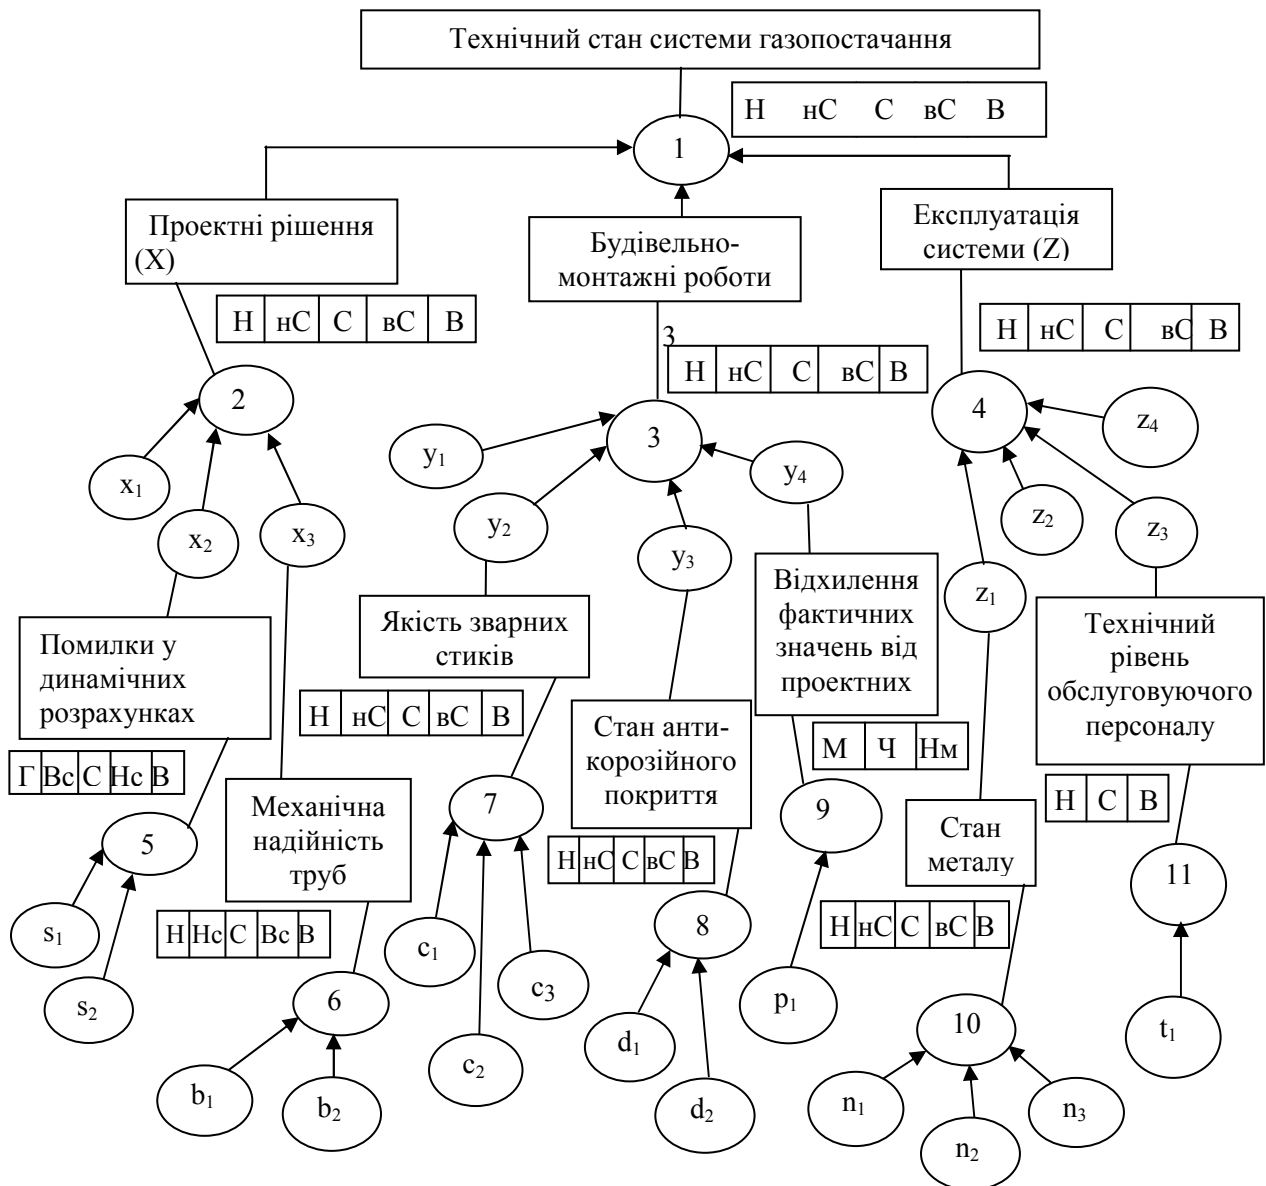 Технічний стан системи газопостачання
Н нС С вС В
1
Проектні рішення
(X)
Будівельно-
монтажні роботи
Експлуатація
системи (Z)
Н нС С вС В
3
Н нС С вС В
Н нС С вС В
2
3
4
x₁
x₂
x₃
y₁
y₂
y₃
y₄
z₁
z₂
z₃
z₄
Помилки у
динамічних
розрахунках
Якість зварних
стиків
Відхилення
фактичних
значень від
проектних
Технічний
рівень
обслуговуючого
персоналу
Г Вс С Нс В
Н нС С вС В
Стан анти-
корозійного
покриття
М Ч Нм
Н С В
Механічна
надійність
труб
Стан
металу
5
7
9
11
Н Нс С Вс В
Н нС С вС В
Н нС С вС В
s₁
s₂
6
c₁
c₂
c₃
8
p₁
10
t₁
b₁
b₂
d₁
d₂
n₁
n₂
n₃